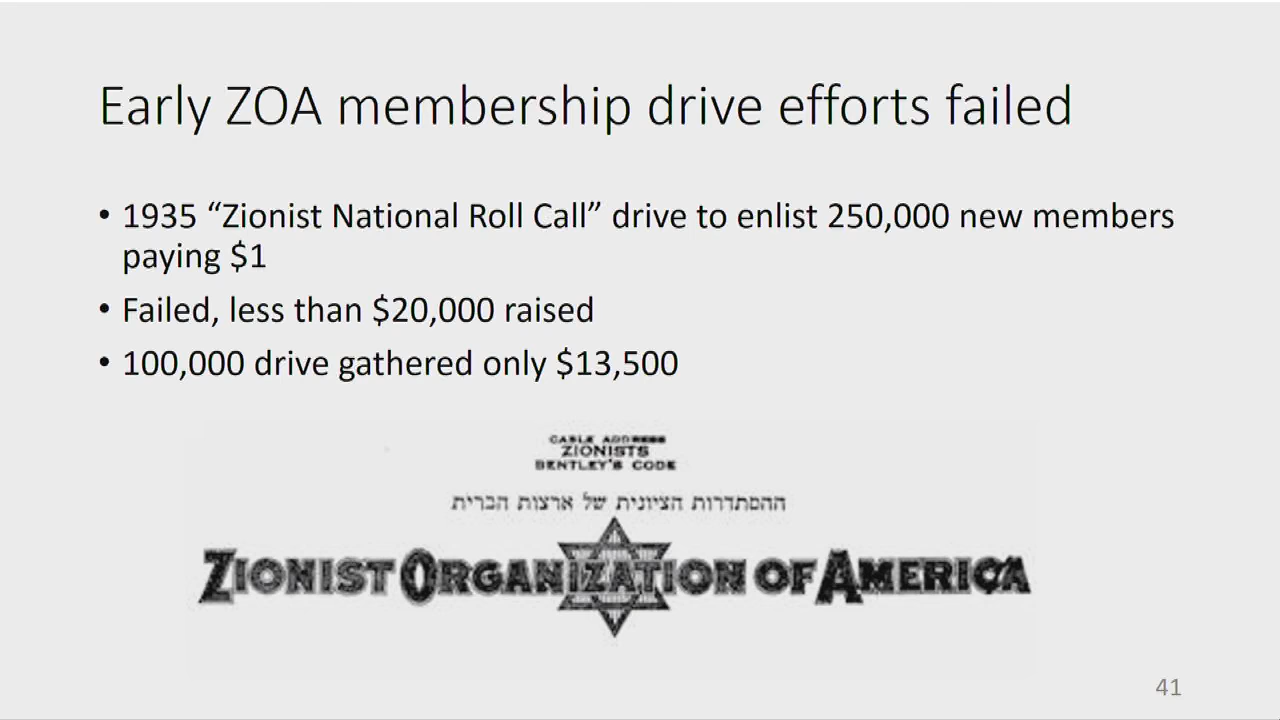 Early ZOA membership drive efforts failed
• 1935 “Zionist National Roll Call” drive to enlist 250,000 new members
paying $1
• Failed, less than $20,000 raised
• 100,000 drive gathered only $13,500
CABLE ADDRESS
ZIONISTS
BENTLEY'S CODE
ההסתדרות הציונית של ארצות הברית
ZIONIST ORGANIZATION OF AMERICA
41